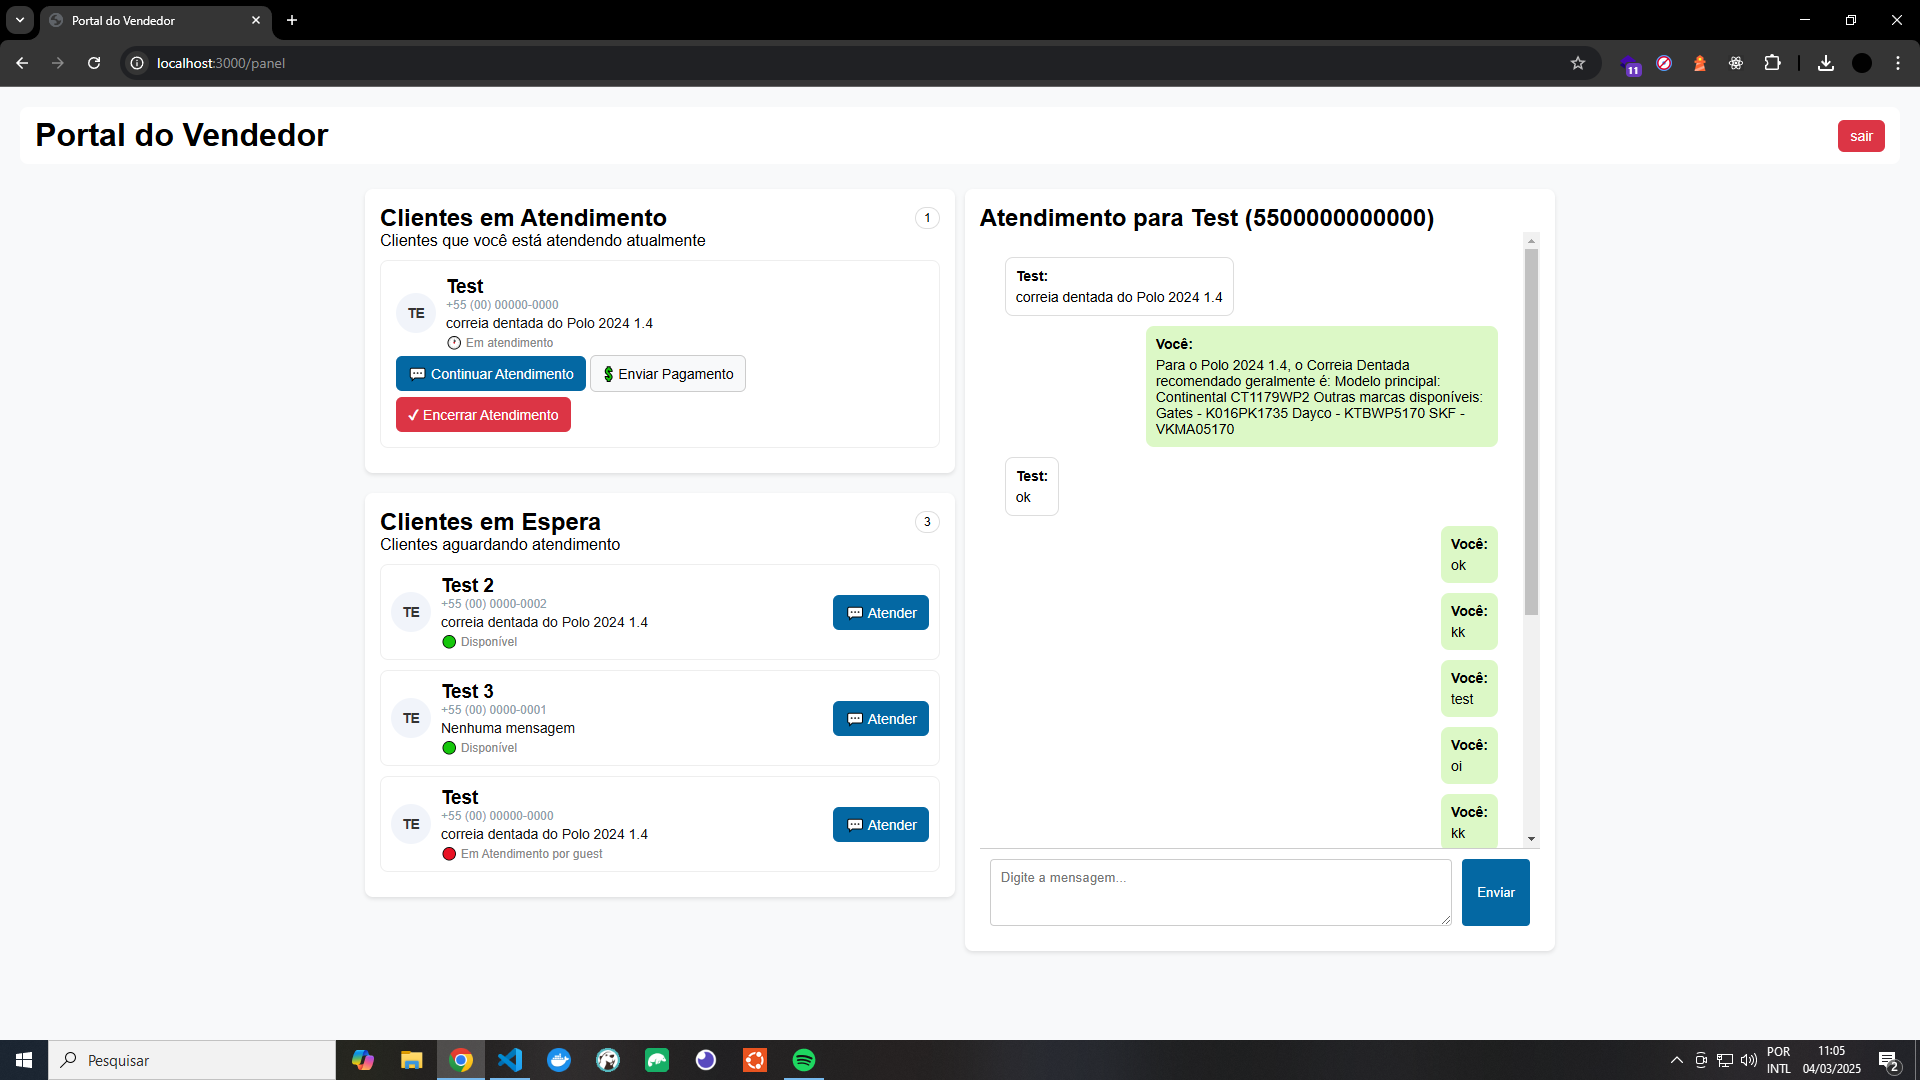 Portal do Vendedor
11
localhost:3000/panel
Portal do Vendedor
sair
Clientes em Atendimento
1
Clientes que você está atendendo atualmente
TE
Test
+55 (00) 00000-0000
correia dentada do Polo 2024 1.4
Em atendimento
Continuar Atendimento
Enviar Pagamento
Encerrar Atendimento
Clientes em Espera
3
Clientes aguardando atendimento
TE
Test 2
+55 (00) 0000-0002
correia dentada do Polo 2024 1.4
Disponível
Atender
TE
Test 3
+55 (00) 0000-0001
Nenhuma mensagem
Disponível
Atender
TE
Test
+55 (00) 00000-0000
correia dentada do Polo 2024 1.4
Em Atendimento por guest
Atender
Atendimento para Test (5500000000000)
Test:
correia dentada do Polo 2024 1.4
Você:
Para o Polo 2024 1.4, o Correia Dentada
recomendado geralmente é: Modelo principal:
Continental CT1179WP2 Outras marcas disponíveis:
Gates - K016PK1735 Dayco - KTBWP5170 SKF -
VKMA05170
Test:
ok
Você:
ok
Você:
kk
Você:
test
Você:
oi
Você:
kk
Digite a mensagem...
Enviar
Pesquisar
POR
INTL
11:05
04/03/2025
2